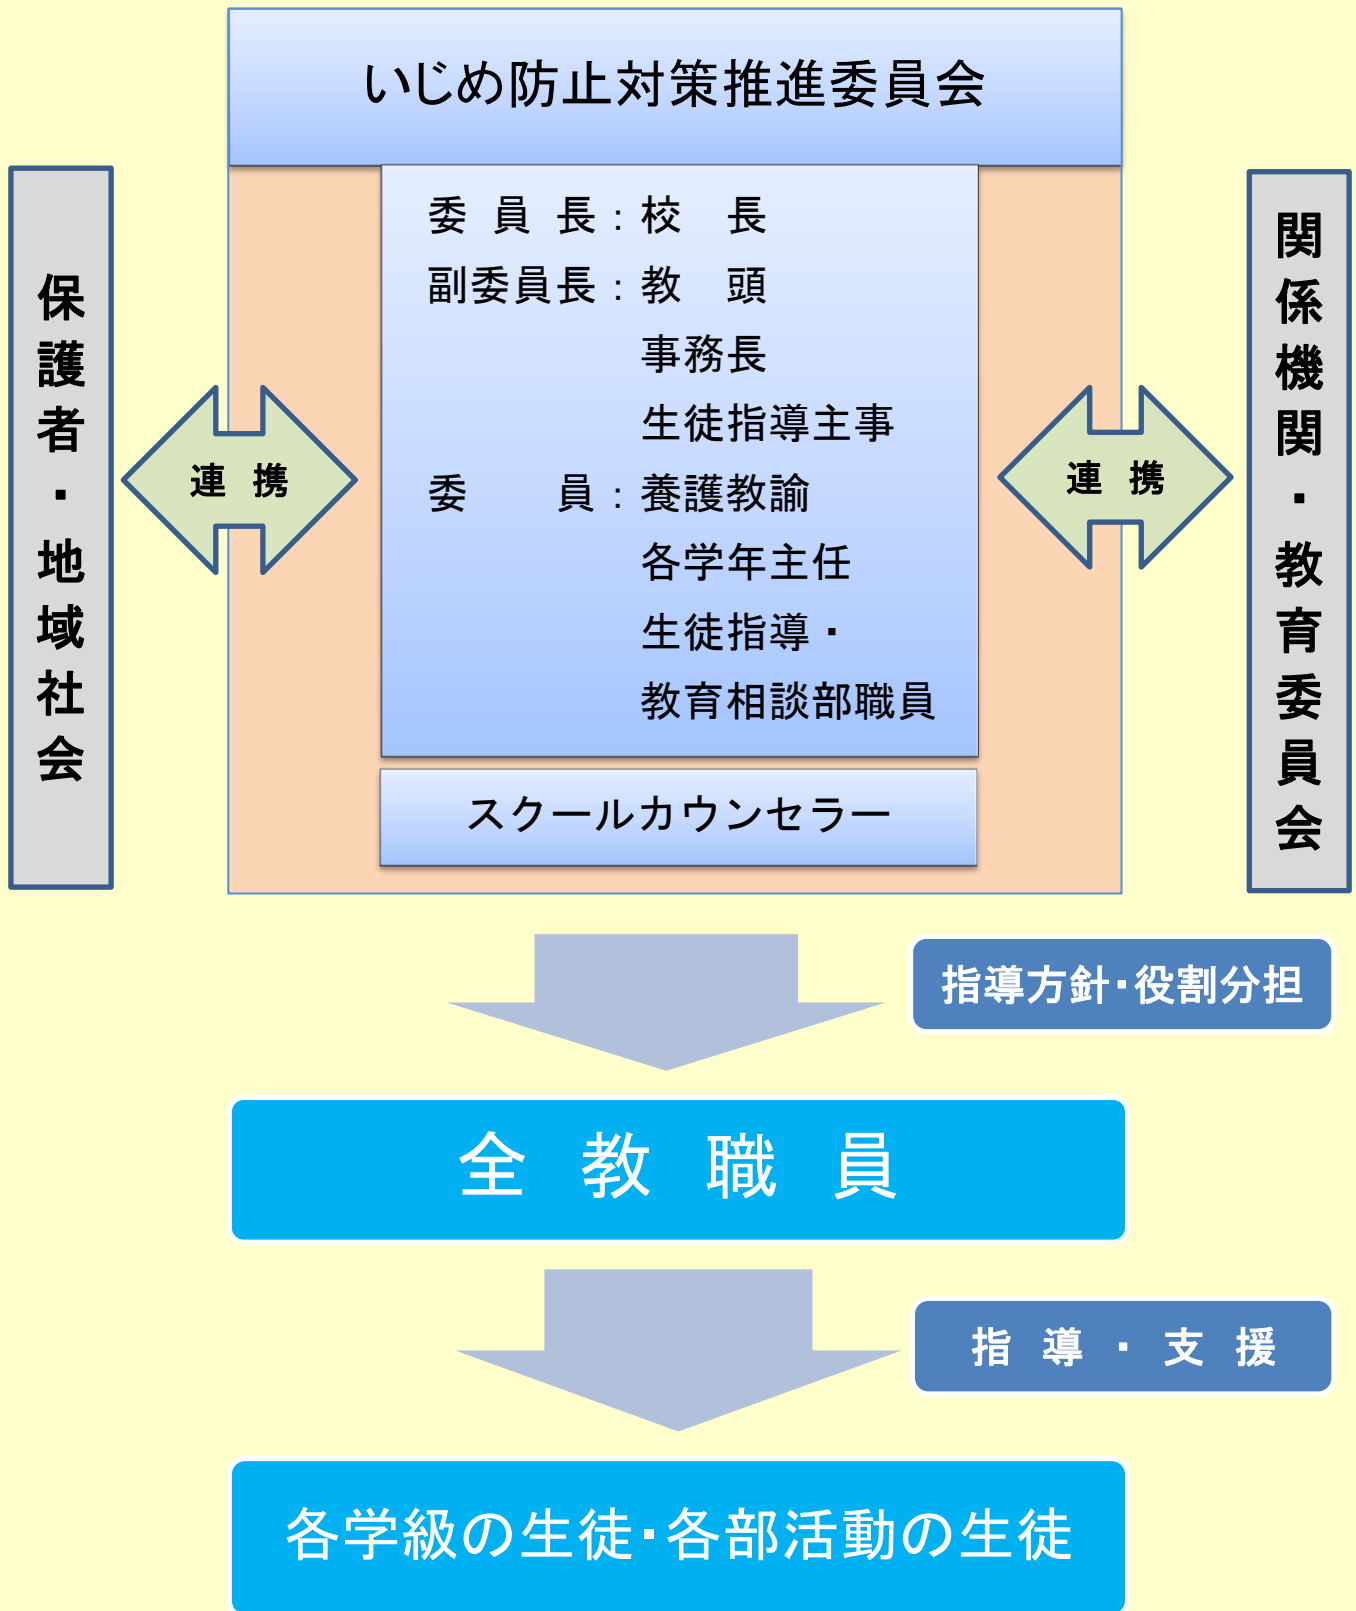 いじめ防止対策推進委員会
委 員 長：校　長
副委員長：教　頭
事務長
生徒指導主事
委　　員：養護教諭
各学年主任
生徒指導・
教育相談部職員
スクールカウンセラー
保護者・地域社会
連 携
連 携
関係機関・教育委員会
指導方針・役割分担
全 教 職 員
指 導 ・ 支 援
各学級の生徒・各部活動の生徒